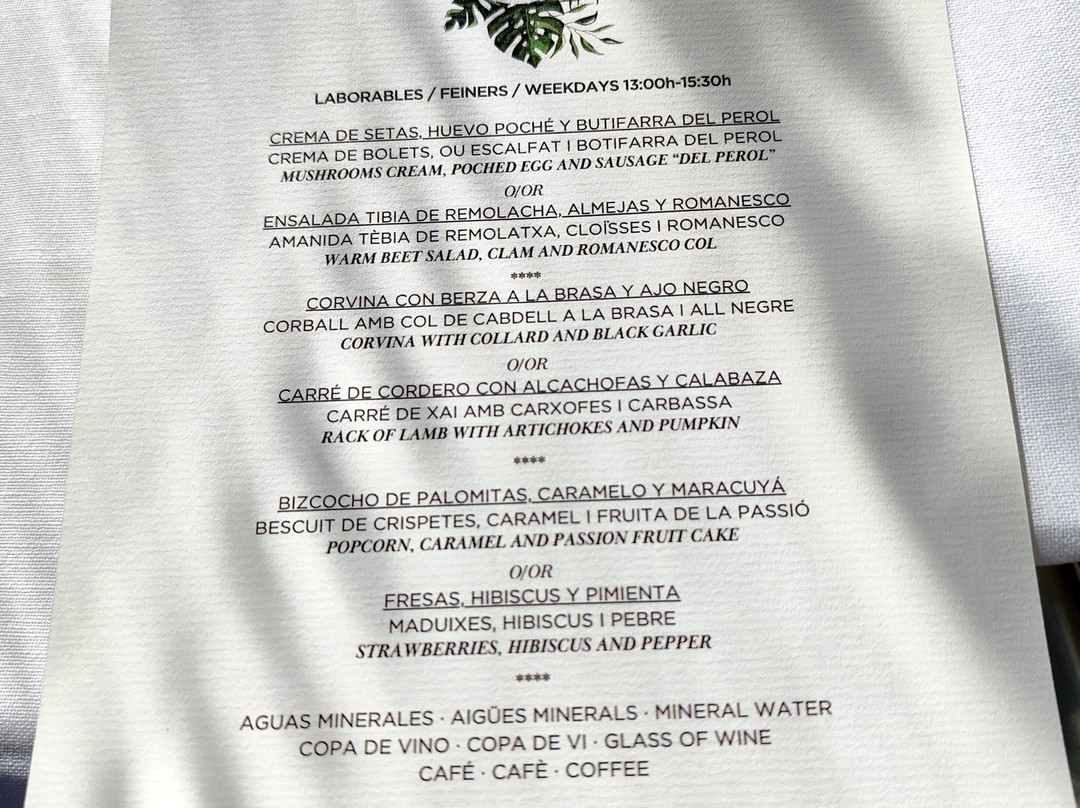 LABORABLES / FEINERS / WEEKDAYS 13:00h-15:30h
CREMA DE SETAS, HUEVO POCHÉ Y BUTIFARRA DEL PEROL
CREMA DE BOLETS, OU ESCALFAT I BOTIFARRA DEL PEROL
MUSHROOMS CREAM, POCHED EGG AND SAUSAGE “DEL PEROL”
O/OR
ENSALADA TIBIA DE REMOLACHA, ALMEJAS Y ROMANESCO
AMANIDA TÈBIA DE REMOLATXA, CLOÏSSES I ROMANESCO
WARM BEET SALAD, CLAM AND ROMANESCO COL
****
CORVINA CON BERZA A LA BRASA Y AJO NEGRO
CORBALL AMB COL DE CABDELL A LA BRASA I ALL NEGRE
CORVINA WITH COLLARD AND BLACK GARLIC
O/OR
CARRÉ DE CORDERO CON ALCACHOFAS Y CALABAZA
CARRÉ DE XAI AMB CARXOFES I CARBASSA
RACK OF LAMB WITH ARTICHOKES AND PUMPKIN
****
BIZCOCHO DE PALOMITAS, CARAMELO Y MARACUYÁ
BESCUIT DE CRISPETES, CARAMEL I FRUITA DE LA PASSIÓ
POPCORN, CARAMEL AND PASSION FRUIT CAKE
O/OR
FRESAS, HIBISCUS Y PIMIENTA
MADUIXES, HIBISCUS I PEBRE
STRAWBERRIES, HIBISCUS AND PEPPER
****
AGUAS MINERALES · AIGÜES MINERALS · MINERAL WATER
COPA DE VINO · COPA DE VI · GLASS OF WINE
CAFÉ · CAFÈ · COFFEE